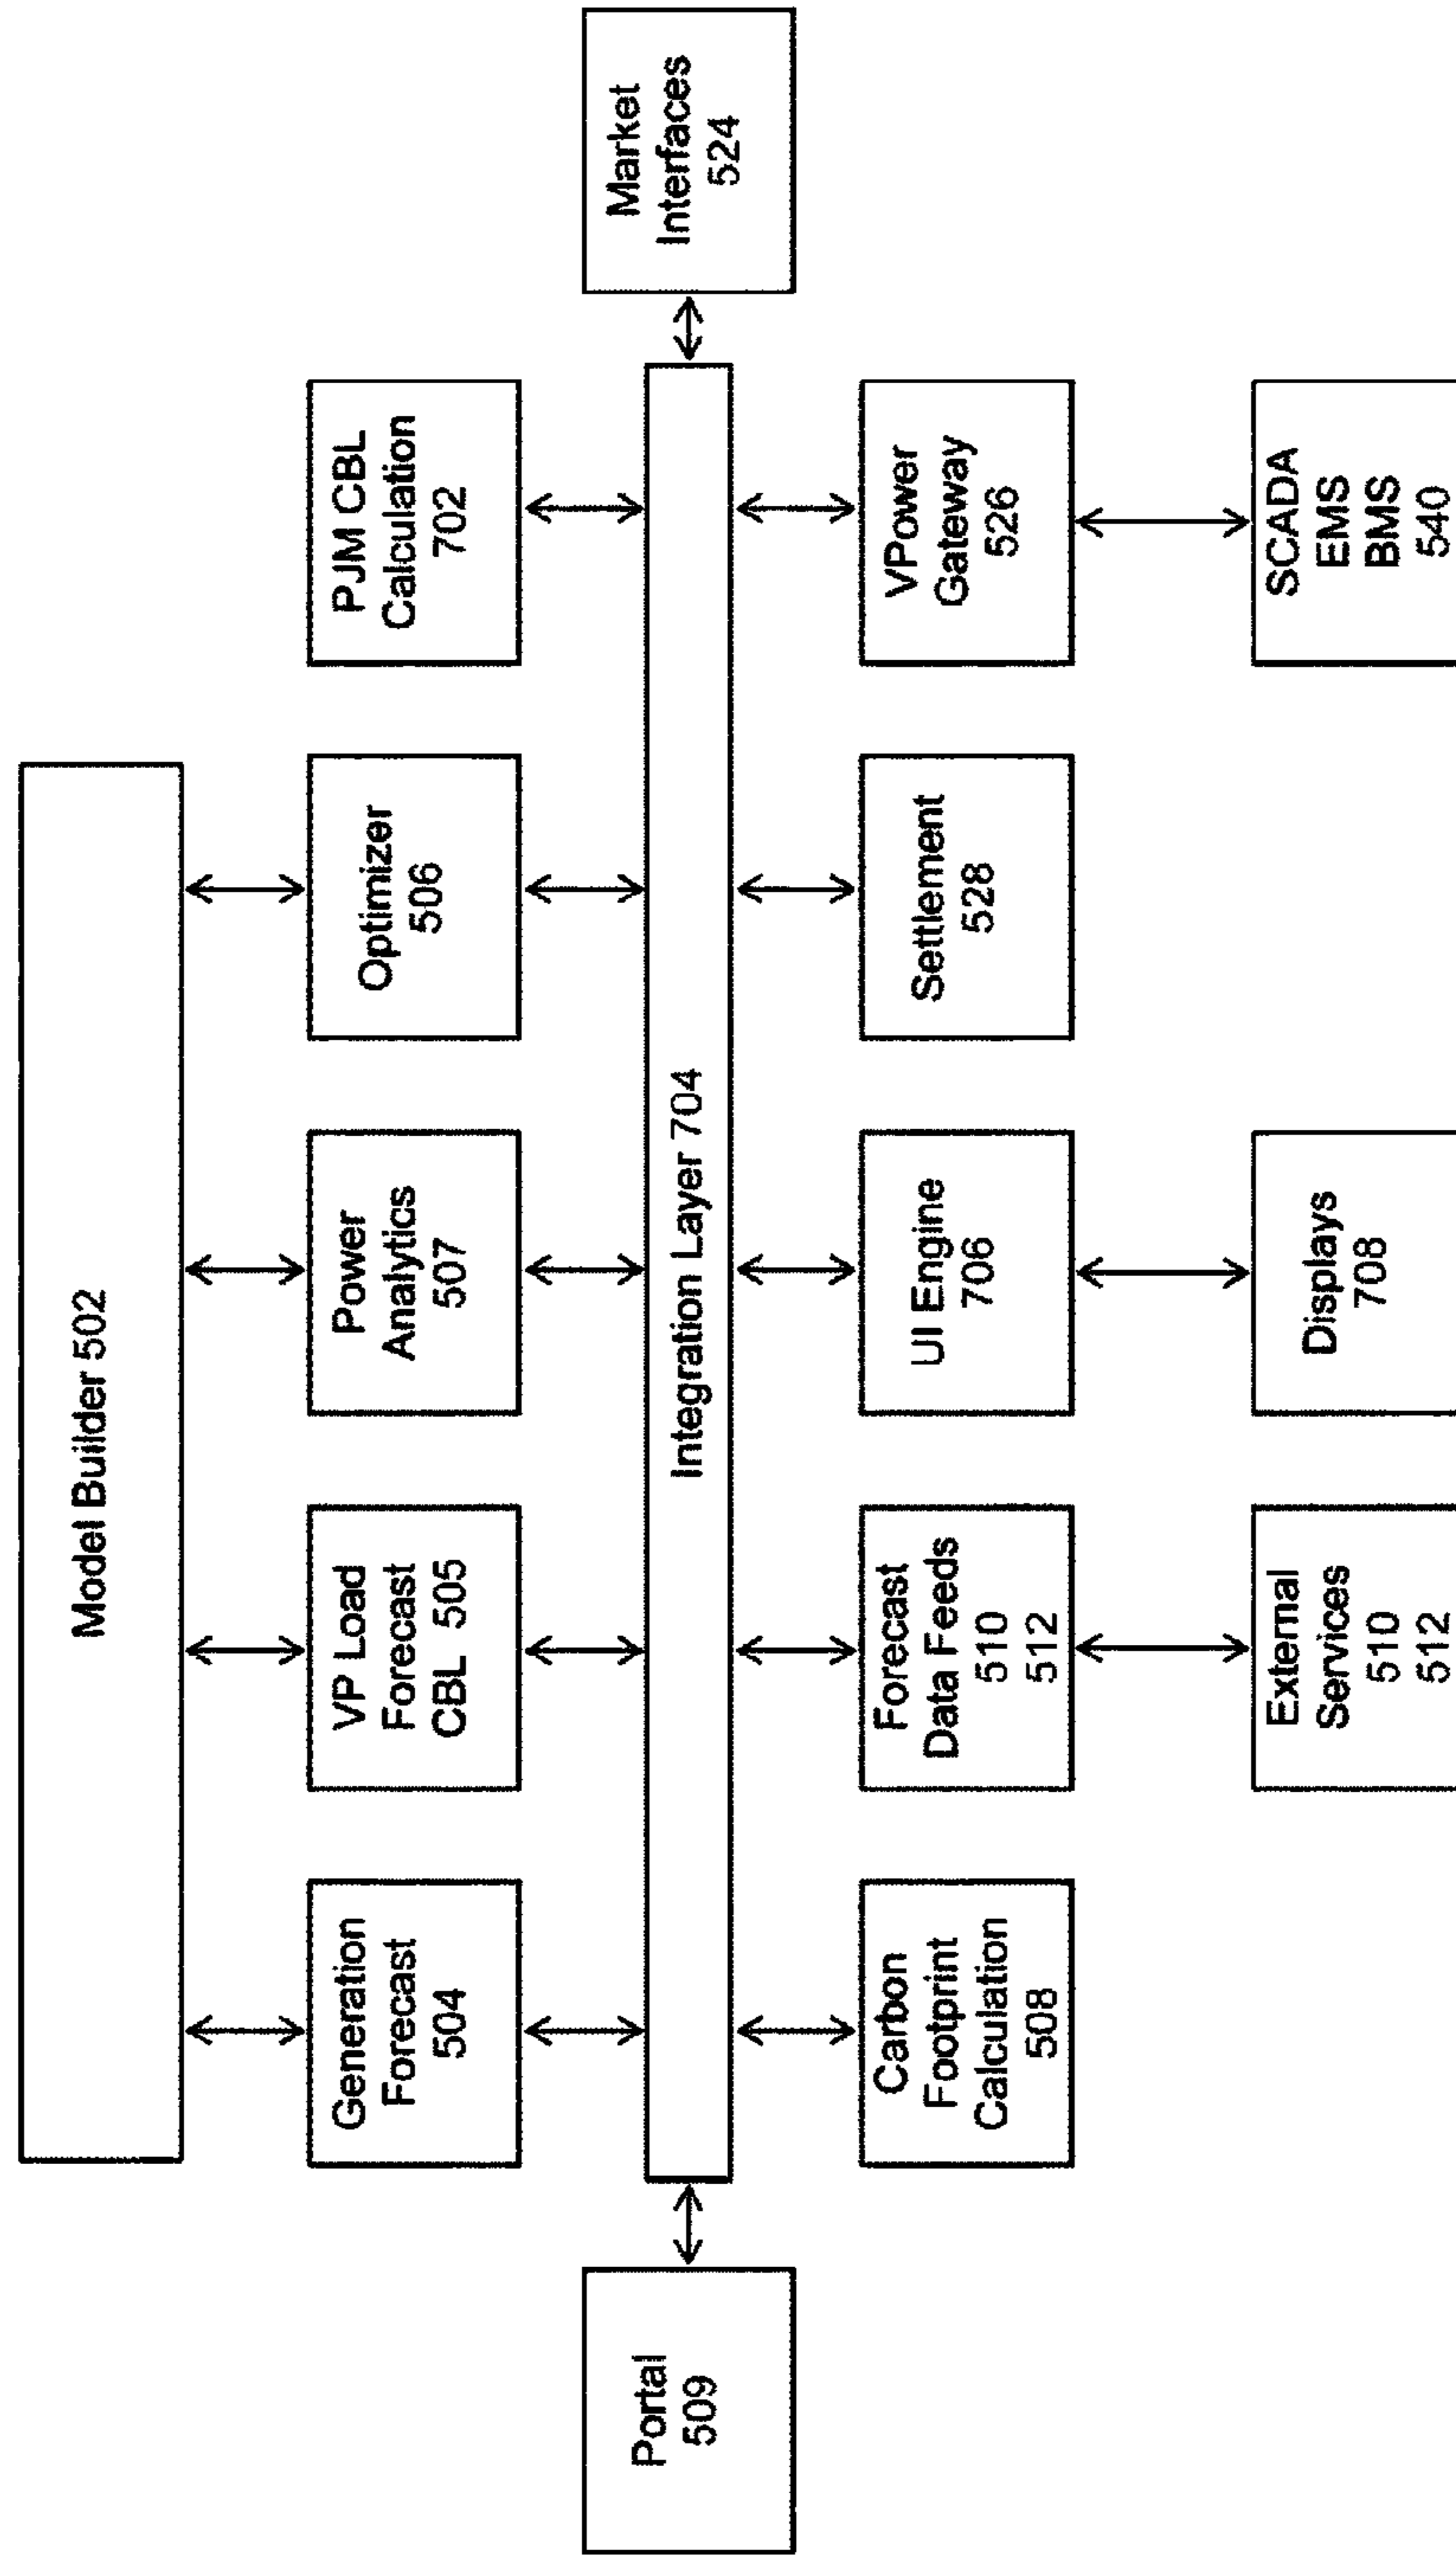 Model Builder 502
Generation
Forecast
504
VP Load
Forecast
CBL 505
Power
Analytics
507
Optimizer
506
PJM CBL
Calculation
702
Portal
509
Integration Layer 704
Market
Interfaces
524
Carbon
Footprint
Calculation
508
Forecast
Data Feeds
510
512
UI Engine
706
Settlement
528
VPower
Gateway
526
External
Services
510
512
Displays
708
SCADA
EMS
BMS
540